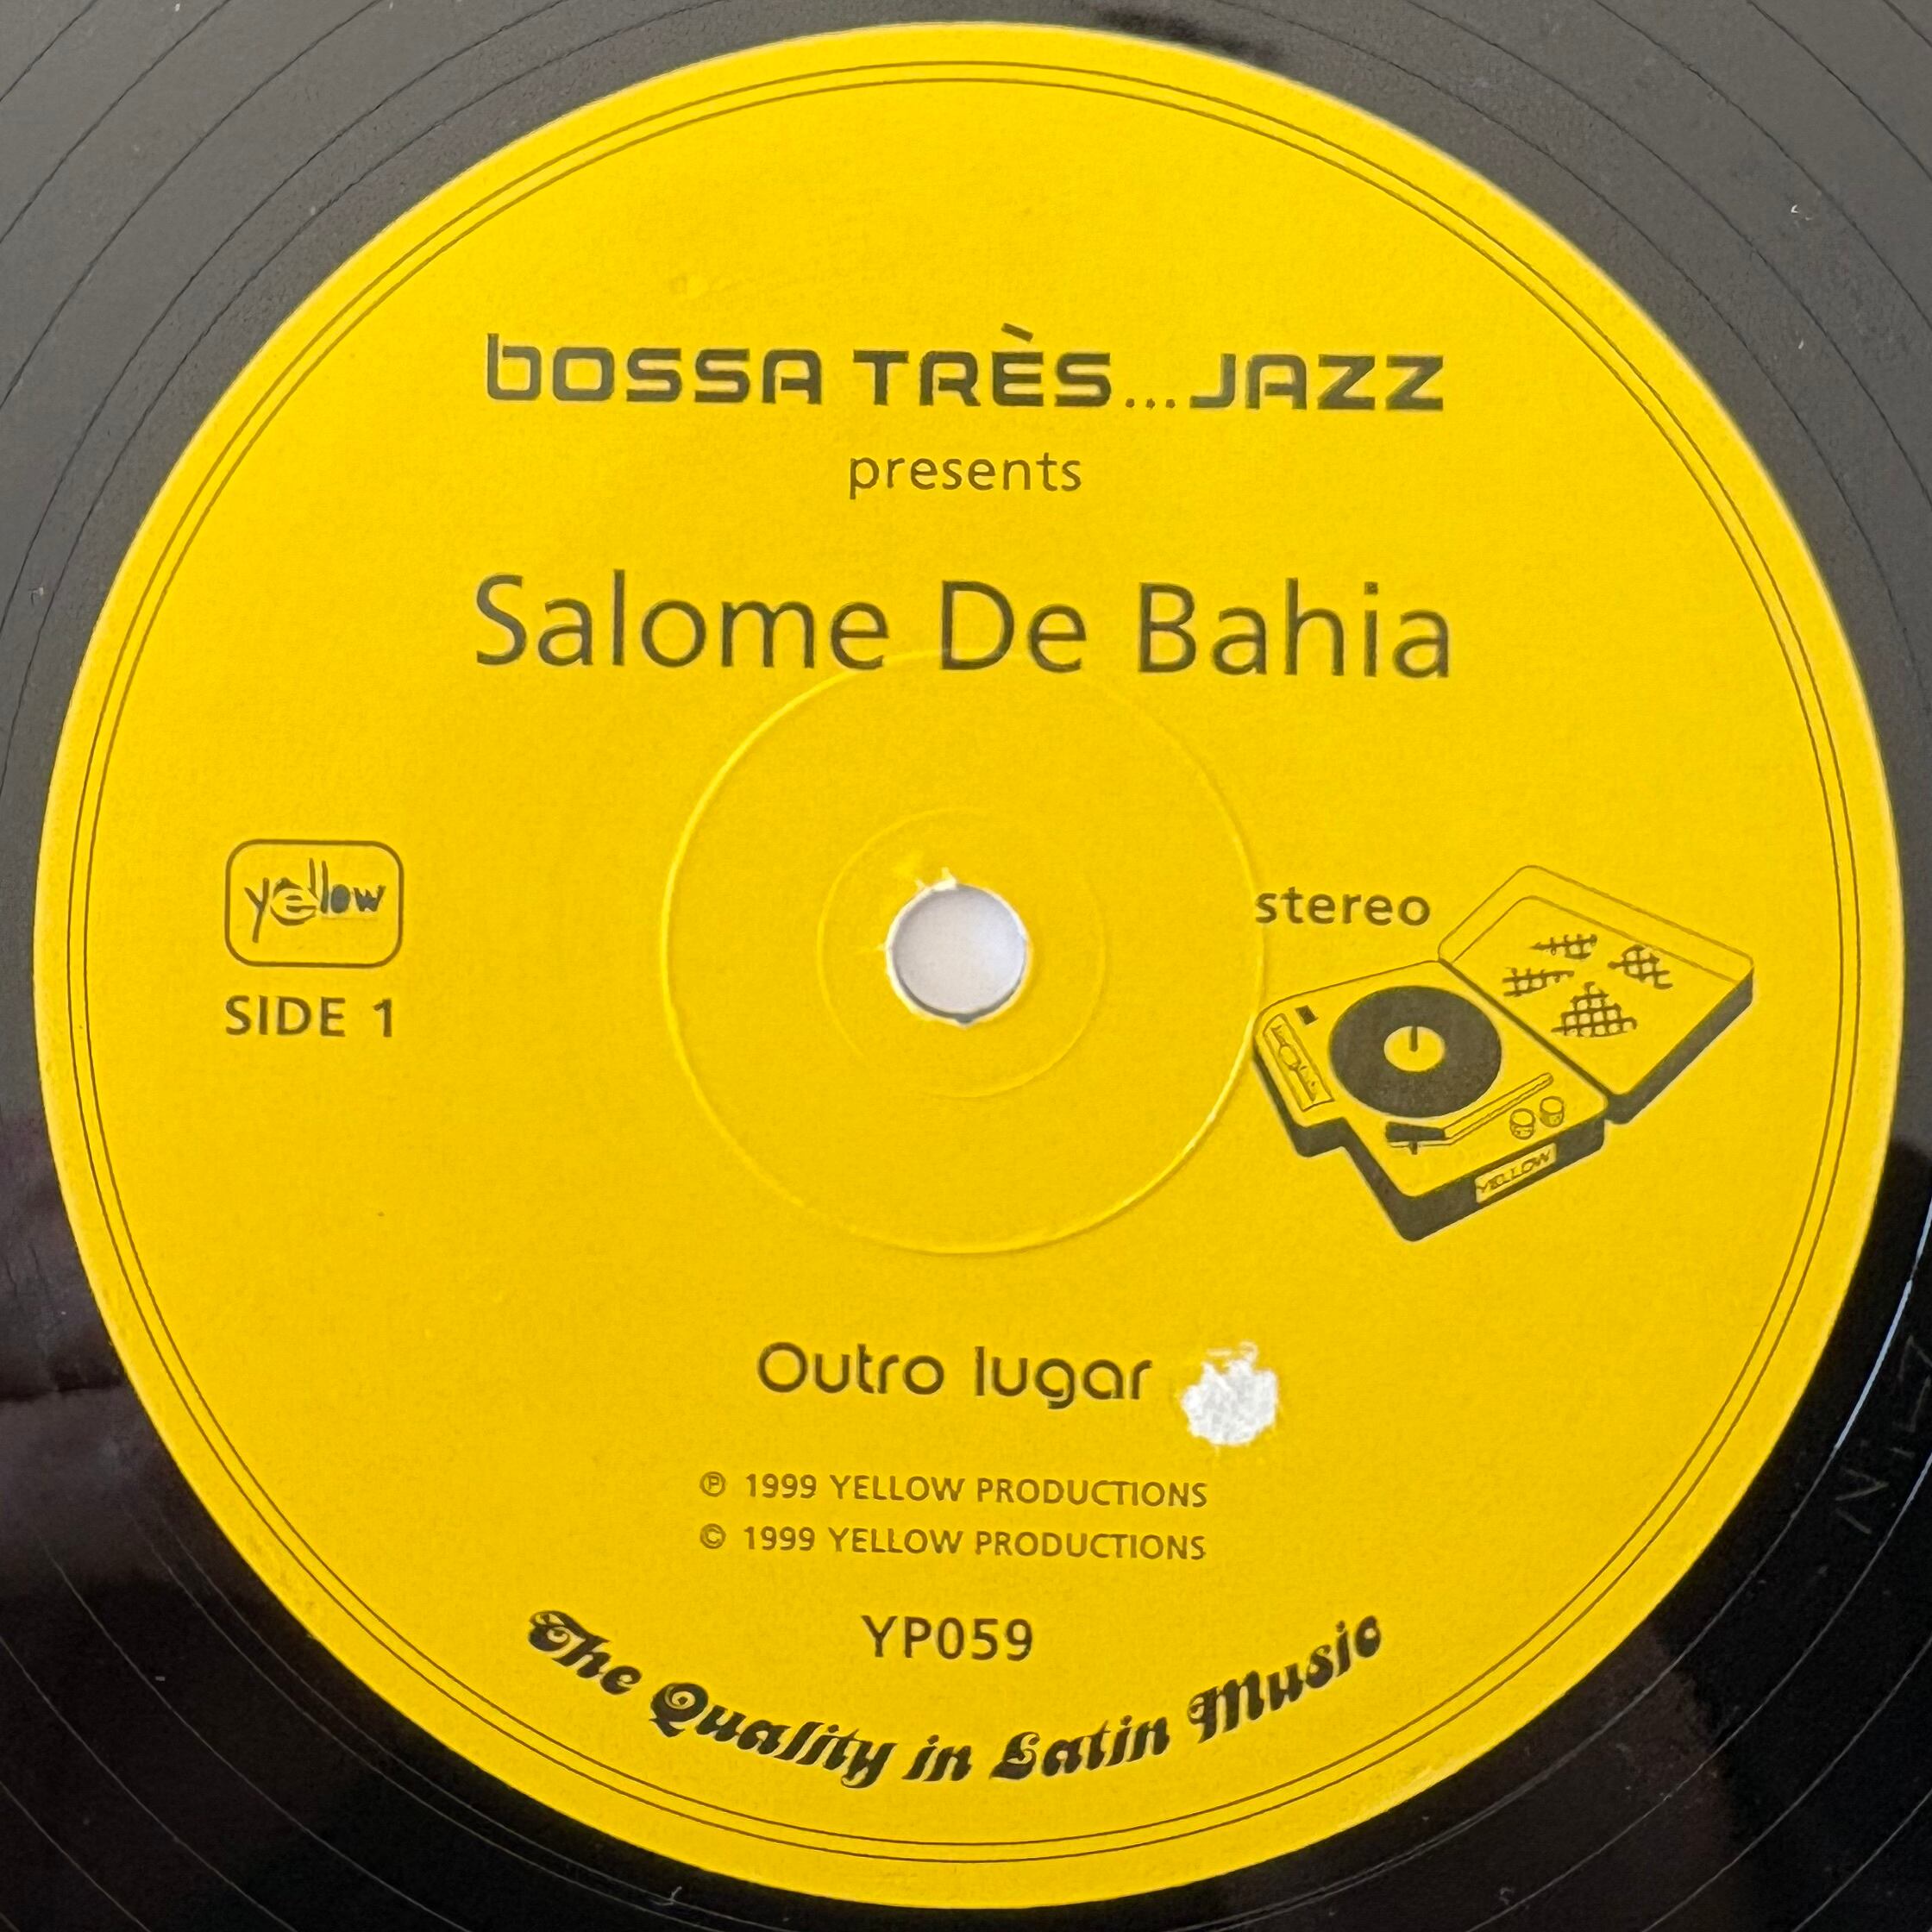 bOSSA TRÈS...JAZZ
presents
Salome De Bahia
yellow
SIDE 1
stereo
YELLOW
Outro lugar
℗ 1999 YELLOW PRODUCTIONS
© 1999 YELLOW PRODUCTIONS
YP059
The Quality in Latin Music